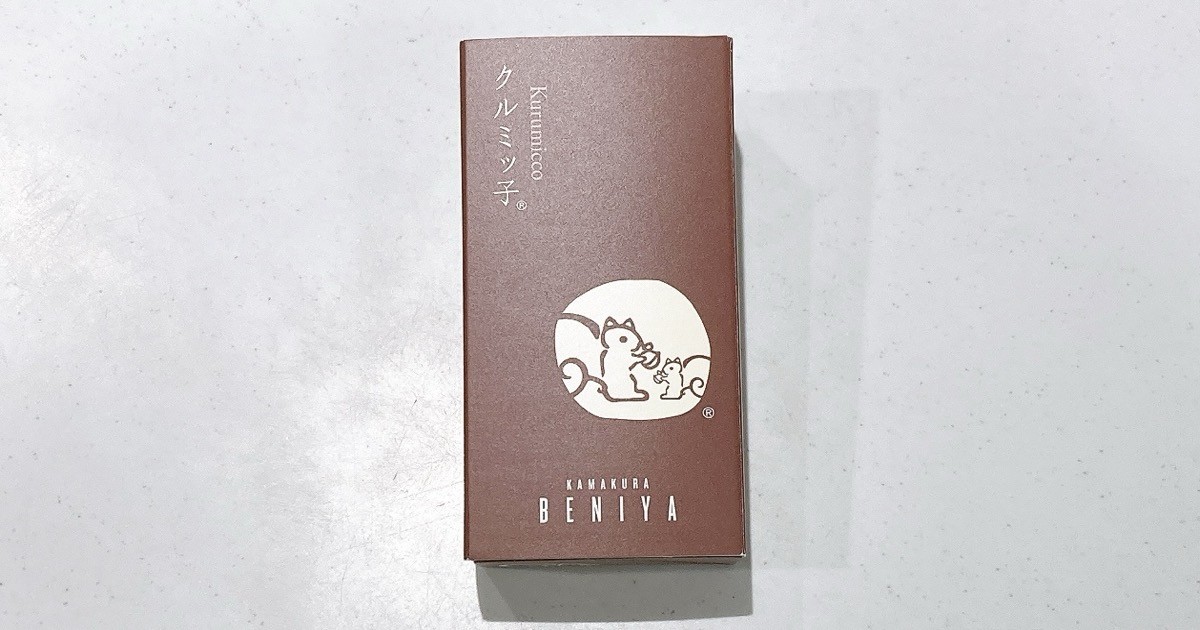 クルミッ子®
Kurumicco
®
KAMAKURA
BENIYA